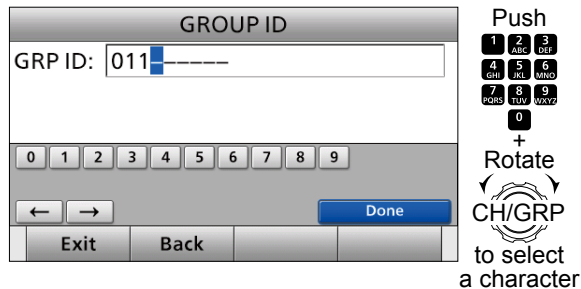 GROUP ID
GRP ID: 011––––––
0 1 2 3 4 5 6 7 8 9
← → Done
Exit Back
Push
1 2 ABC 3 DEF
4 GHI 5 JKL 6 MNO
7 PQRS 8 TUV 9 WXYZ
0
+
Rotate
CH/GRP
to select
a character